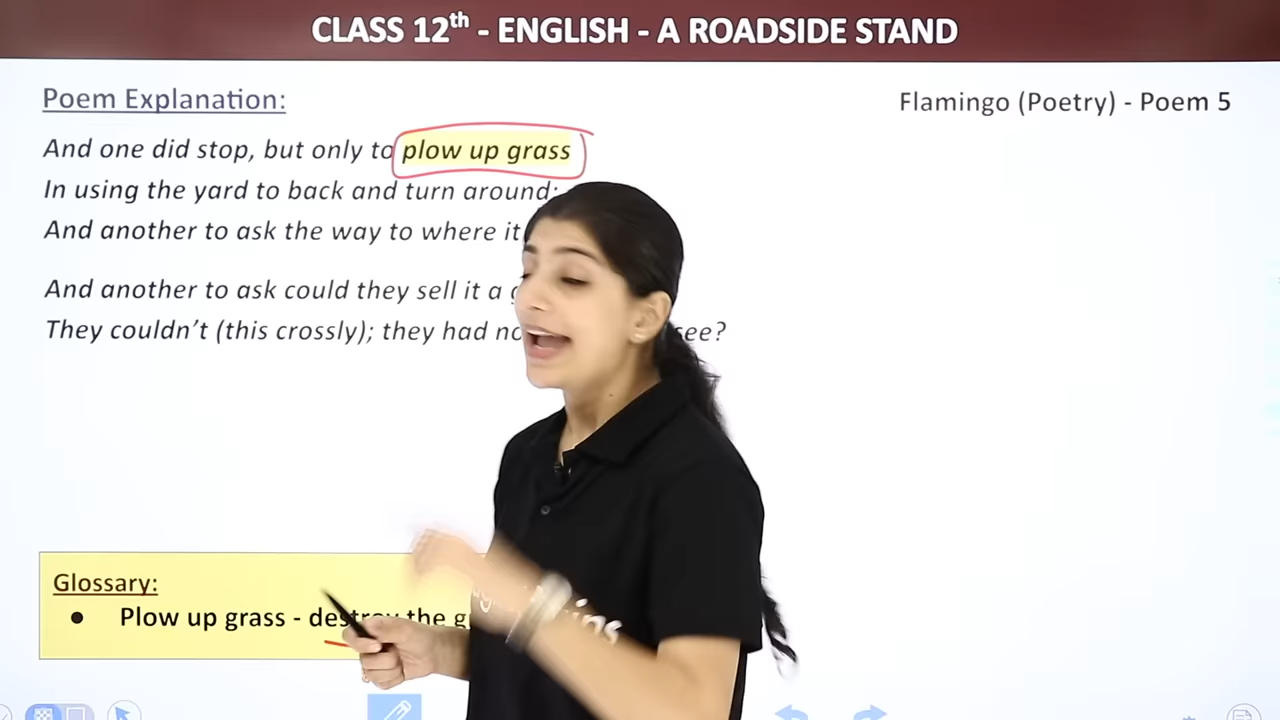 CLASS 12th - ENGLISH - A ROADSIDE STAND
Poem Explanation:
Flamingo (Poetry) - Poem 5
And one did stop, but only to plow up grass
In using the yard to back and turn around;
And another to ask the way to where it
And another to ask could they sell it a
They couldn't (this crossly); they had see?
Glossary:
● Plow up grass - destroy the